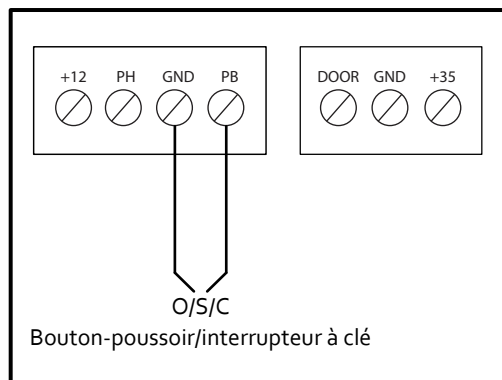 +12 PH GND PB DOOR GND +35
O/S/C
Bouton-poussoir/interrupteur à clé